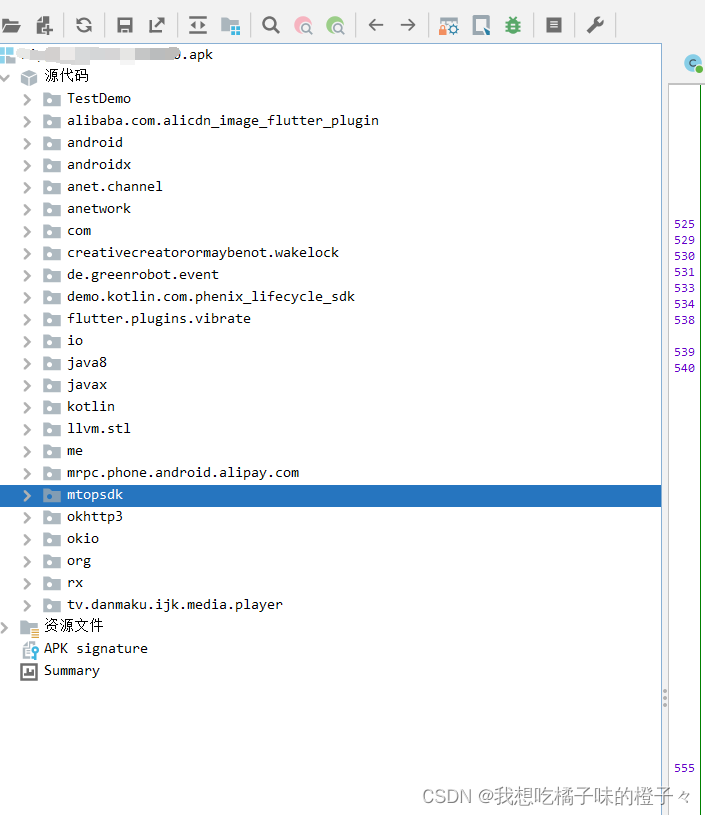 .apk
源代码
TestDemo
alibaba.com.alicdn_image_flutter_plugin
android
androidx
anet.channel
anetwork
com
creativecreatorormaybenot.wakelock
de.greenrobot.event
demo.kotlin.com.phenix_lifecycle_sdk
flutter.plugins.vibrate
io
java8
javax
kotlin
llvm.stl
me
mrpc.phone.android.alipay.com
mtopsdk
okhttp3
okio
org
rx
tv.danmaku.ijk.media.player
资源文件
APK signature
Summary
C
525
529
530
531
533
534
538
539
540
555
CSDN @我想吃橘子味的橙子々